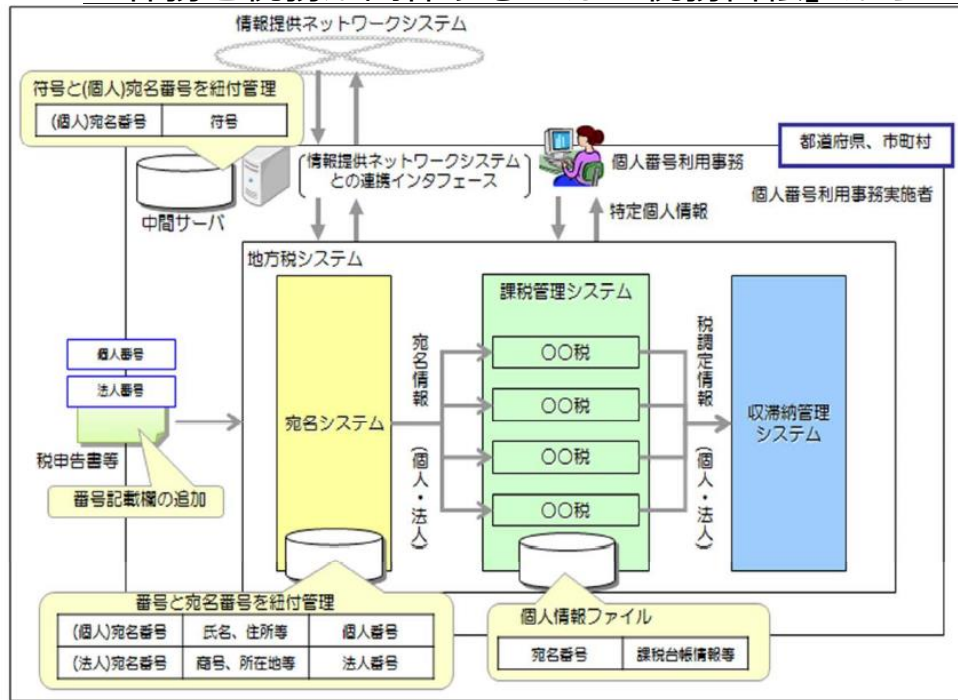 情報提供ネットワークシステム
符号と(個人)宛名番号を紐付管理
(個人)宛名番号 符号
中間サーバ
情報提供ネットワークシステム
との連携インタフェース
個人番号利用事務
都道府県、市町村
個人番号利用事務実施者
特定個人情報
地方税システム
個人番号
法人番号
税申告書等
番号記載欄の追加
宛名システム
宛名情報
(個人・法人)
課税管理システム
〇〇税
〇〇税
〇〇税
〇〇税
税調定情報
(個人・法人)
収滞納管理
システム
番号と宛名番号を紐付管理
(個人)宛名番号 氏名、住所等 個人番号
(法人)宛名番号 商号、所在地等 法人番号
個人情報ファイル
宛名番号 課税台帳情報等